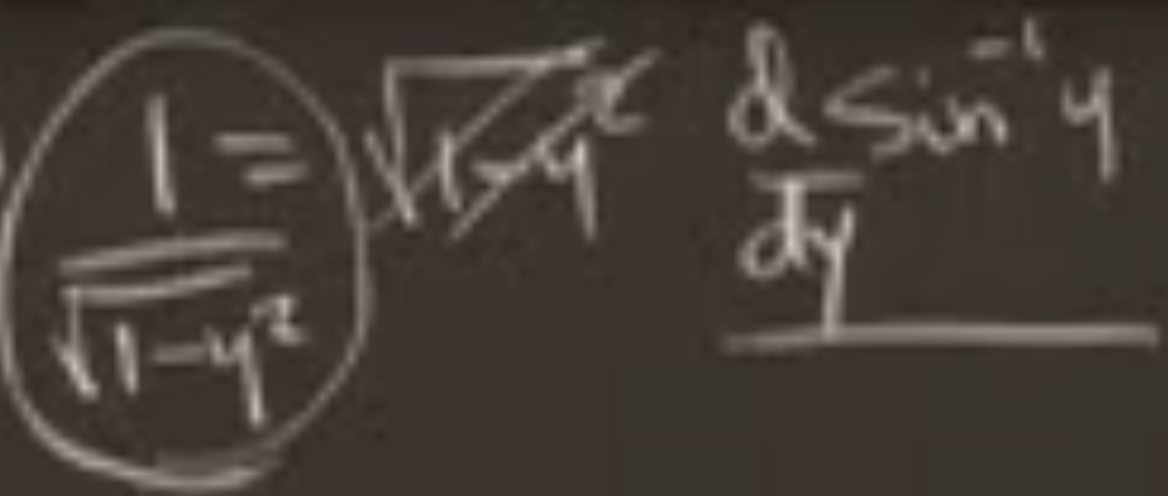 1 = √(1-y²) d/dy sin⁻¹ y
√(1-y²)